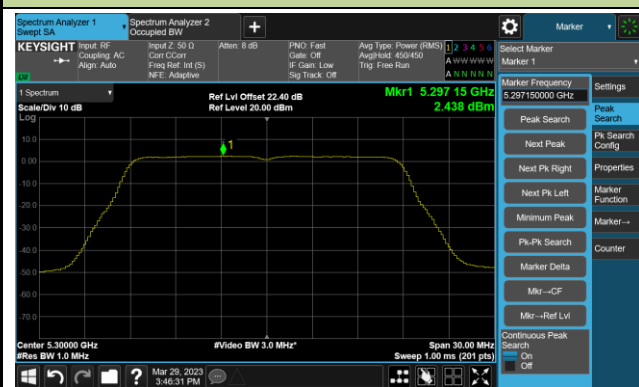 Spectrum Analyzer 1
Swept SA
Spectrum Analyzer 2
Occupied BW
Marker
KEYSIGHT
Input: RF
Coupling: AC
Align: Auto
Input Z: 50 Ω
Corr CCorr
Freq Ref: Int (S)
NFE: Adaptive
Atten: 8 dB
PNO: Fast
Gate: Off
IF Gain: Low
Sig Track: Off
Avg Type: Power (RMS)
Avg|Hold: 450/450
Trig: Free Run
1 2 3 4 5 6
A W W W W W
A N N N N N
LV
Select Marker
Marker 1
1 Spectrum
Scale/Div 10 dB
Log
Ref Lvl Offset 22.40 dB
Ref Level 20.00 dBm
Mkr1 5.297 15 GHz
2.438 dBm
10.0
0.00
-10.0
-20.0
-30.0
-40.0
-50.0
-60.0
-70.0
1
Center 5.30000 GHz
#Res BW 1.0 MHz
#Video BW 3.0 MHz*
Span 30.00 MHz
Sweep 1.00 ms (201 pts)
Marker Frequency
5.297150000 GHz
Peak Search
Next Peak
Next Pk Right
Next Pk Left
Minimum Peak
Pk-Pk Search
Marker Delta
Mkr→CF
Mkr→Ref Lvl
Continuous Peak
Search
On
Off
Settings
Peak
Search
Pk Search
Config
Properties
Marker
Function
Marker→
Counter
Mar 29, 2023
3:46:31 PM